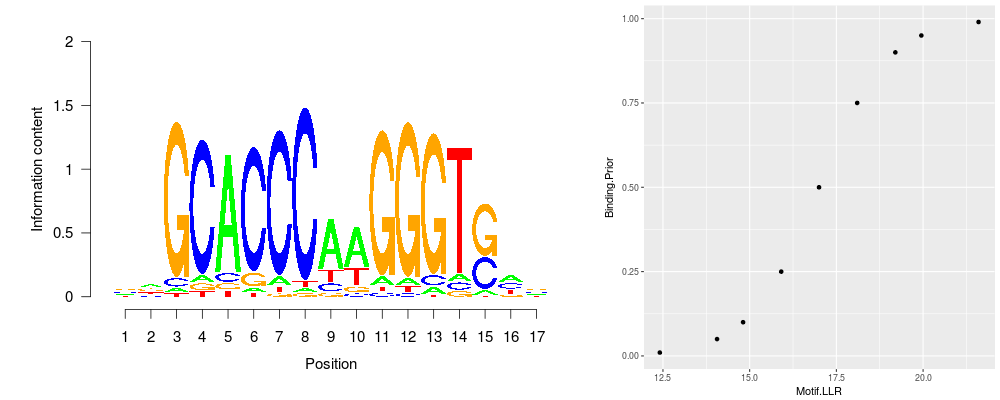 2
1.5
1
0.5
0
Information content
GCACCCAAGGGTG
C
1 2 3 4 5 6 7 8 9 10 11 12 13 14 15 16 17
Position
1.00
0.75
0.50
0.25
0.00
Binding.Prior
12.5 15.0 17.5 20.0
Motif.LLR